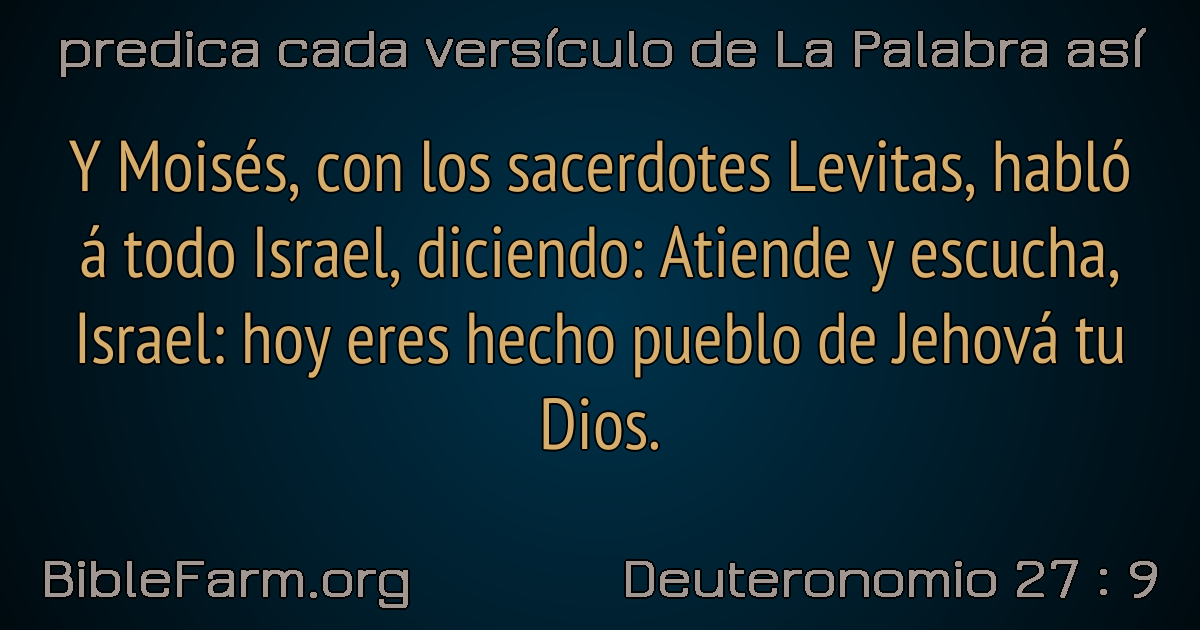 predica cada versículo de La Palabra así
Y Moisés, con los sacerdotes Levitas, habló
á todo Israel, diciendo: Atiende y escucha,
Israel: hoy eres hecho pueblo de Jehová tu
Dios.
BibleFarm.org
Deuteronomio 27 : 9